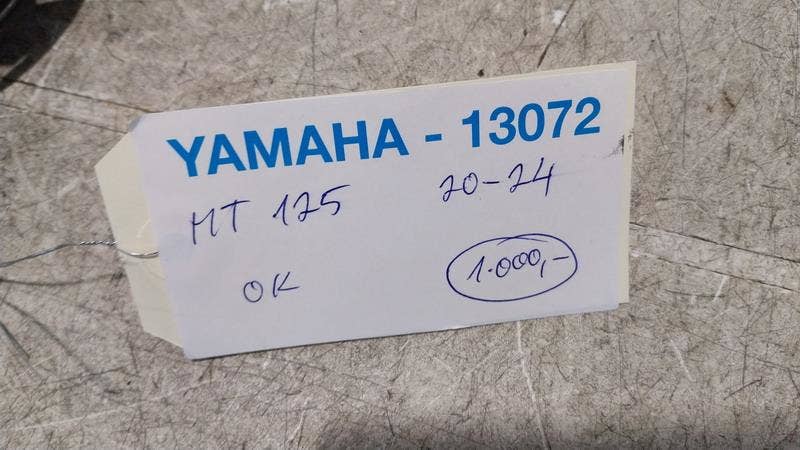 YAMAHA - 13072
MT 125 20-24
OK 1.000,-